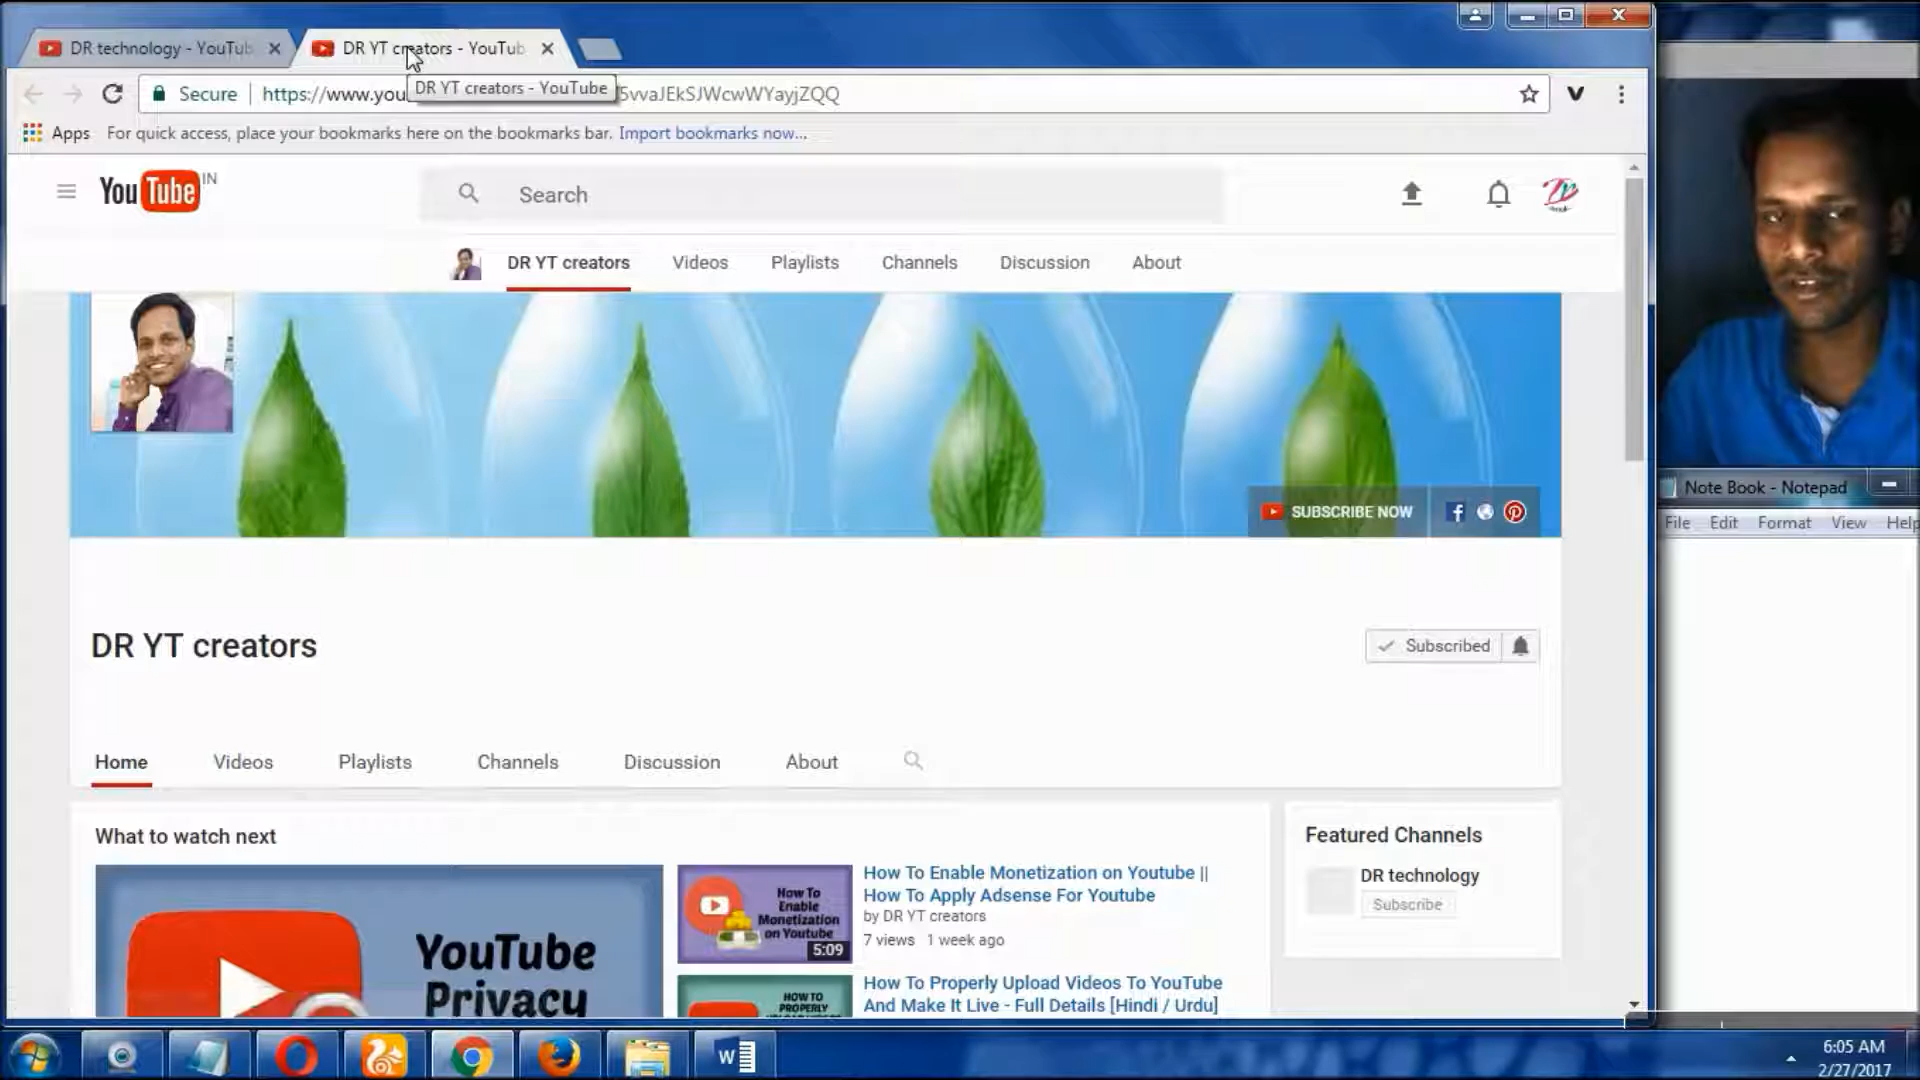 DR technology - YouTub
DR YT creators - YouTub
Secure
https://www.you
5vvaJEkSJWcwWYayjZQQ
DR YT creators - YouTube
Apps
For quick access, place your bookmarks here on the bookmarks bar. Import bookmarks now...
YouTube IN
Search
DR YT creators
Videos
Playlists
Channels
Discussion
About
SUBSCRIBE NOW
Note Book - Notepad
File Edit Format View Help
DR YT creators
Subscribed
Home
Videos
Playlists
Channels
Discussion
About
What to watch next
YouTube
Privacy
How To
Enable
Monetization
on Youtube
5:09
How To Enable Monetization on Youtube ||
How To Apply Adsense For Youtube
by DR YT creators
7 views 1 week ago
HOW TO
PROPERLY
How To Properly Upload Videos To YouTube
And Make It Live - Full Details [Hindi / Urdu]
Featured Channels
DR technology
Subscribe
6:05 AM
2/27/2017